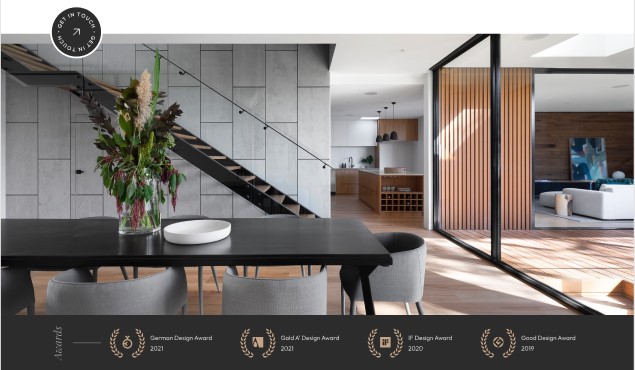 GET IN TOUCH · GET IN TOUCH ·
Awards
German Design Award
2021
Gold A' Design Award
2021
IF Design Award
2020
Good Design Award
2019